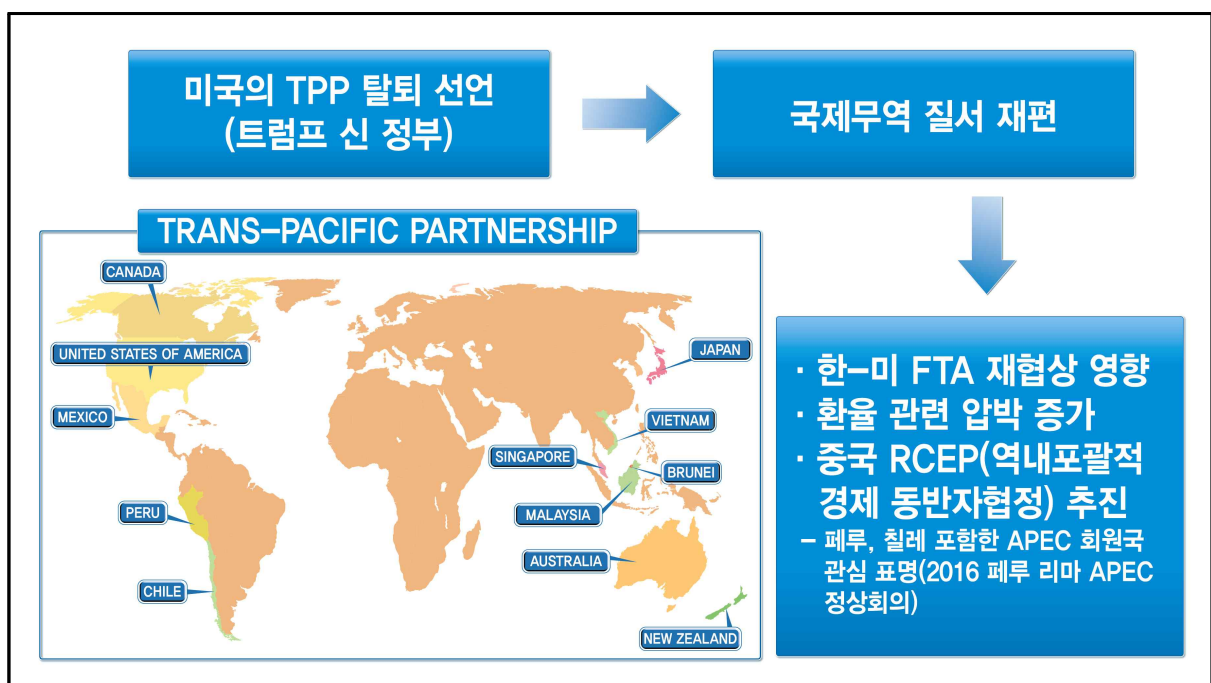 미국의 TPP 탈퇴 선언
(트럼프 신 정부)
국제무역 질서 재편
TRANS-PACIFIC PARTNERSHIP
CANADA
UNITED STATES OF AMERICA
MEXICO
PERU
CHILE
JAPAN
VIETNAM
SINGAPORE
BRUNEI
MALAYSIA
AUSTRALIA
NEW ZEALAND
· 한-미 FTA 재협상 영향
· 환율 관련 압박 증가
· 중국 RCEP(역내포괄적
경제 동반자협정) 추진
- 페루, 칠레 포함한 APEC 회원국
관심 표명(2016 페루 리마 APEC
정상회의)